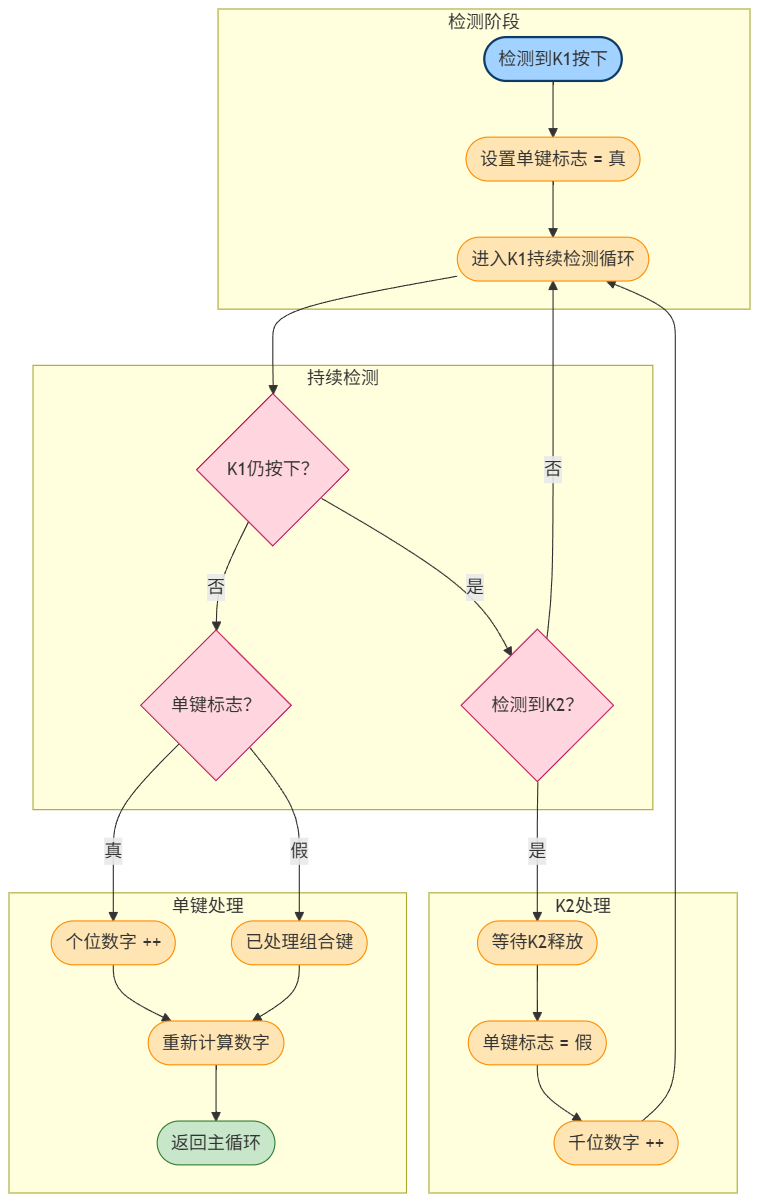 检测阶段
检测到K1按下
设置单键标志 = 真
进入K1持续检测循环
持续检测
K1仍按下?
否
否
是
单键标志?
检测到K2?
真
假
是
单键处理
K2处理
个位数字 ++
已处理组合键
等待K2释放
重新计算数字
单键标志 = 假
返回主循环
千位数字 ++